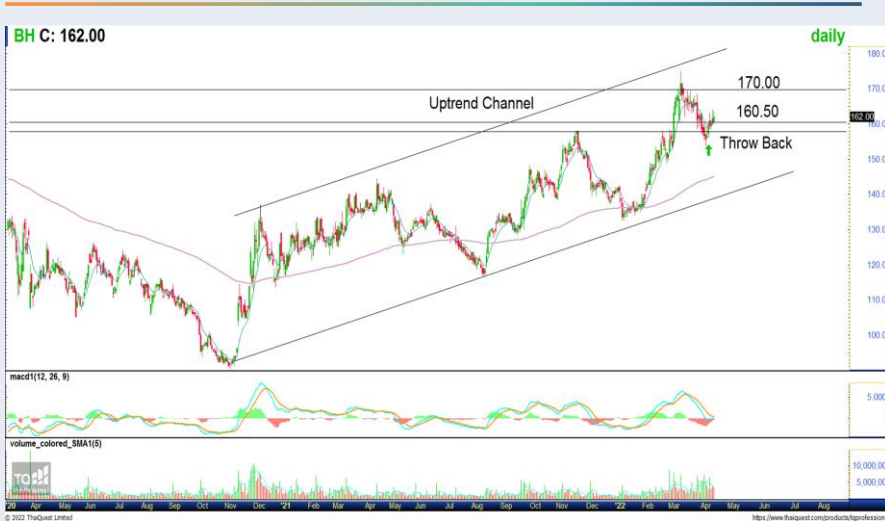 BH C: 162.00 daily
180.0
170.00
170.0
Uptrend Channel
160.50
162.00
160.0
Throw Back
150.0
140.0
130.0
120.0
110.0
100.0
macd1(12, 26, 9)
5.000
volume_colored_SMA1(5)
10,000,00
5,000,00
'20 Apr May Jun Jul Aug Sep Oct Nov Dec '21 Feb Mar Apr May Jun Jul Aug Sep Oct Nov Dec '22 Feb Mar Apr May Jun Jul Aug
© 2022 ThaiQuest Limited https://www.thaiquest.com/products/tqprofession